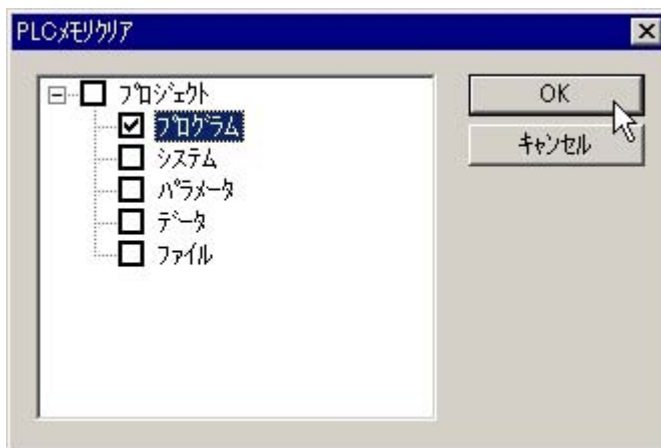 PLCﾒﾓﾘｸﾘｱ
ﾌﾟﾛｼﾞｪｸﾄ
ﾌﾟﾛｸﾞﾗﾑ
ｼｽﾃﾑ
ﾊﾟﾗﾒｰﾀ
ﾃﾞｰﾀ
ﾌｧｲﾙ
OK
ｷｬﾝｾﾙ